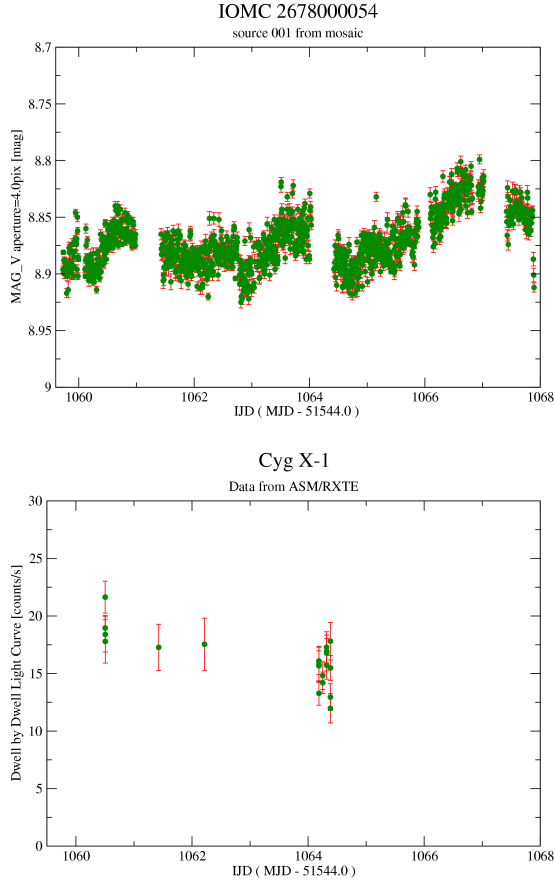 IOMC 2678000054
source 001 from mosaic
MAG_V aperture=4.0pix [mag]
8.7
8.75
8.8
8.85
8.9
8.95
9
1060 1062 1064 1066 1068
IJD ( MJD - 51544.0 )
Cyg X-1
Data from ASM/RXTE
Dwell by Dwell Light Curve [counts/s]
30
25
20
15
10
5
0
1060 1062 1064 1066 1068
IJD ( MJD - 51544.0 )